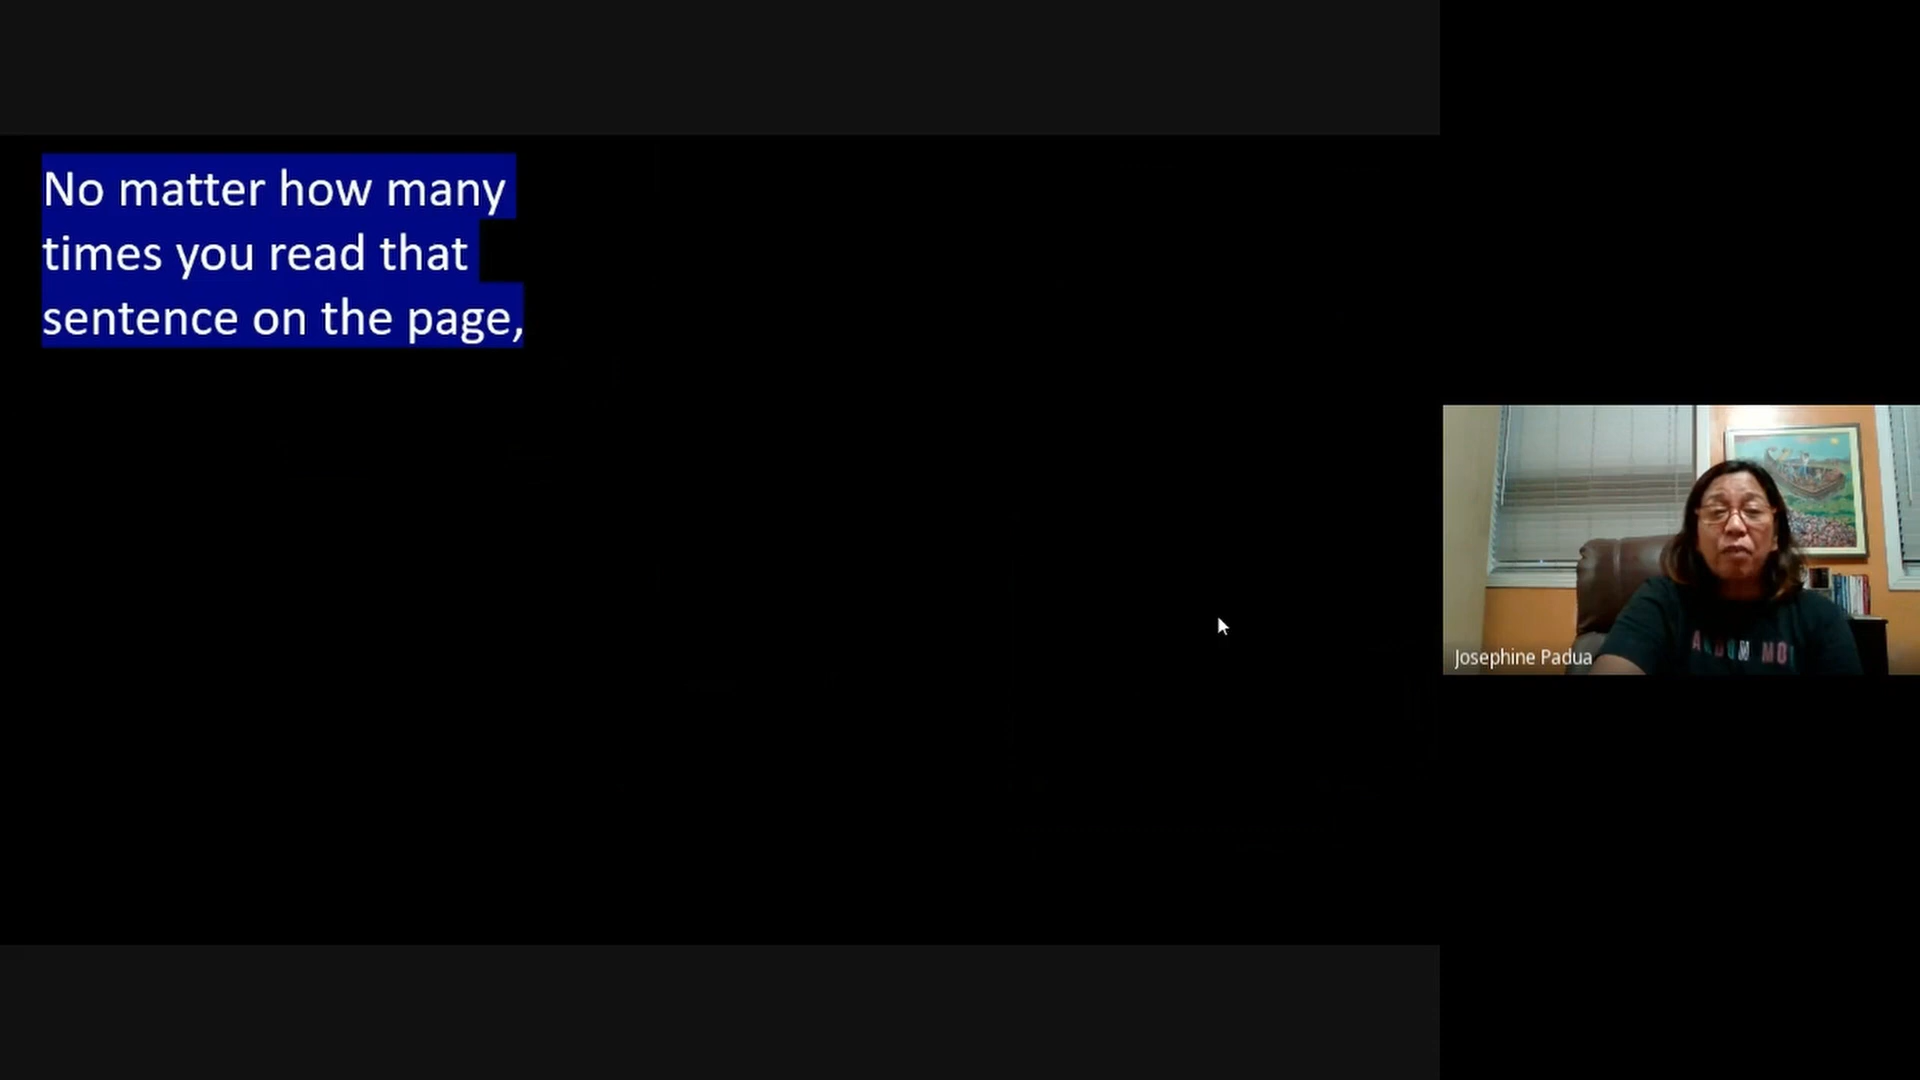 No matter how many
times you read that
sentence on the page,
Josephine Padua